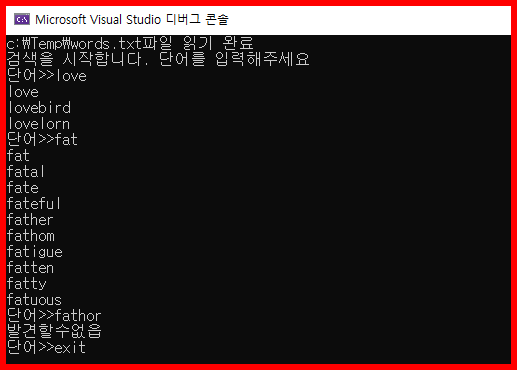 Microsoft Visual Studio 디버그 콘솔
c:￦Temp￦words.txt파일 읽기 완료
검색을 시작합니다. 단어를 입력해주세요
단어>>love
love
lovebird
lovelorn
단어>>fat
fat
fatal
fate
fateful
father
fathom
fatigue
fatten
fatty
fatuous
단어>>fathor
발견할수없읍
단어>>exit